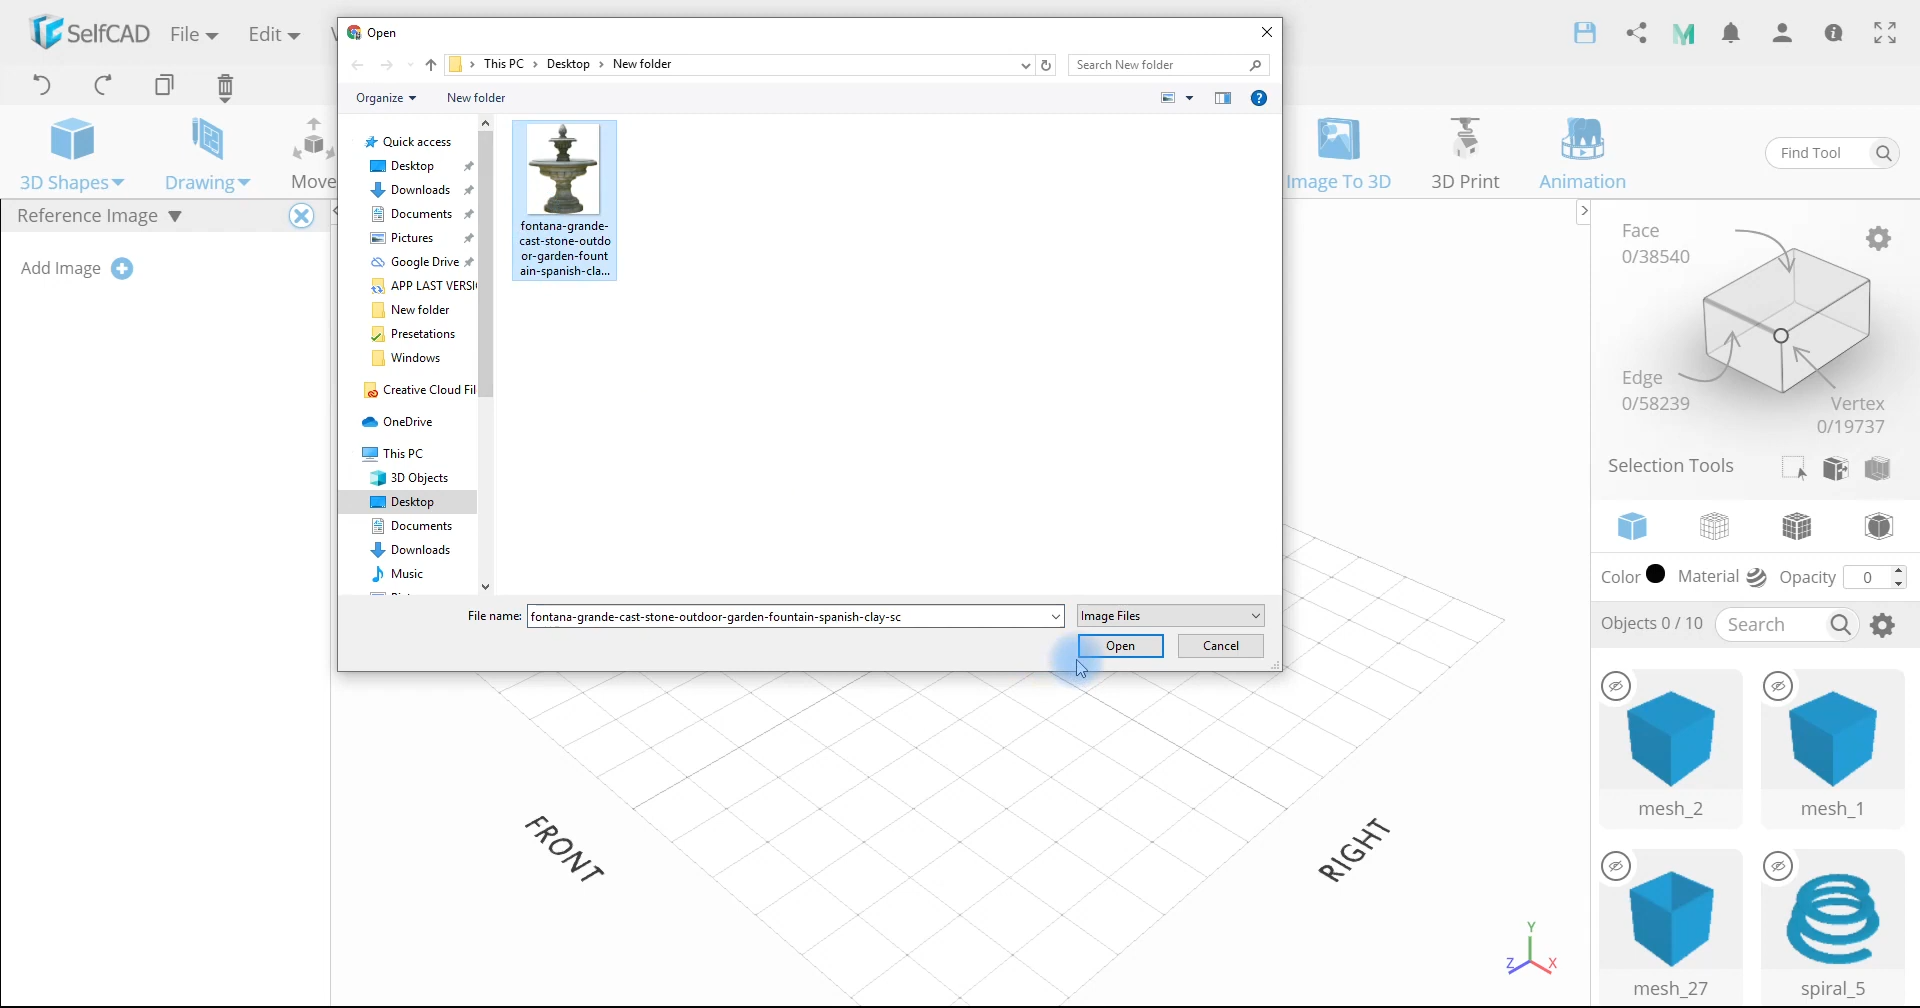 SelfCAD
File
Edit
Open
This PC
Desktop
New folder
Search New folder
Organize
New folder
3D Shapes
Drawing
Move
Image To 3D
3D Print
Animation
Find Tool
Reference Image
Add Image
Quick access
Desktop
Downloads
Documents
Pictures
Google Drive
APP LAST VERSI
New folder
Presetations
Windows
Creative Cloud Fil
OneDrive
This PC
3D Objects
Desktop
Documents
Downloads
Music
fontana-grande-
cast-stone-outdo
or-garden-fount
ain-spanish-cla...
File name:
fontana-grande-cast-stone-outdoor-garden-fountain-spanish-clay-sc
Image Files
Open
Cancel
Face
0/38540
Edge
0/58239
Vertex
0/19737
Selection Tools
Color
Material
Opacity
0
Objects 0 / 10
Search
mesh_2
mesh_1
mesh_27
spiral_5
FRONT
RIGHT
Y
Z
X